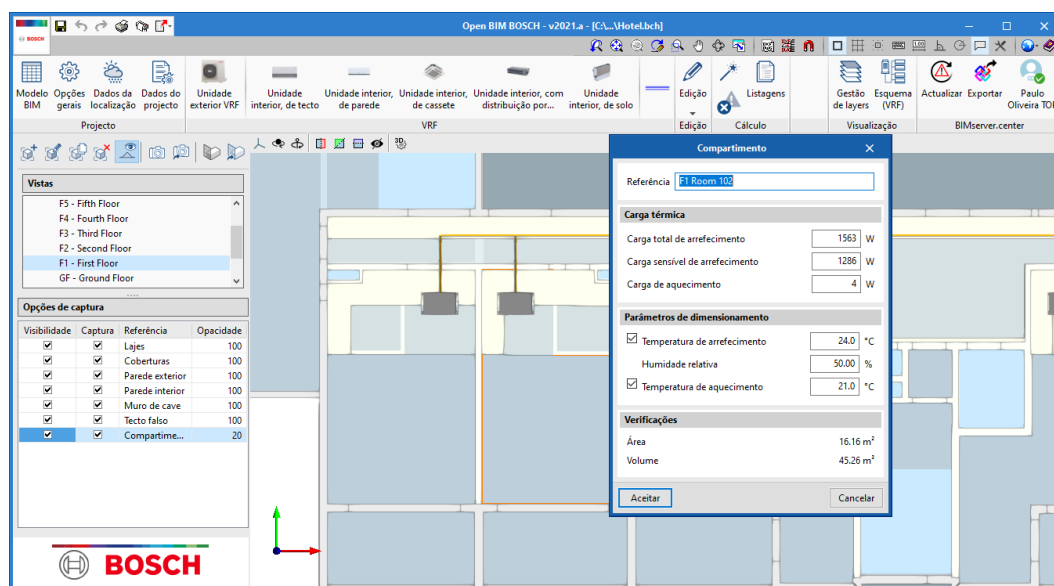 BOSCH
Open BIM BOSCH - v2021.a - [C:\...\Hotel.bch]
Modelo BIM
Opções gerais
Dados da localização
Dados do projecto
Unidade exterior VRF
Unidade interior, de tecto
Unidade interior, de parede
Unidade interior, de cassete
Unidade interior, com distribuição por...
Unidade interior, de solo
Edição
Listagens
Gestão de layers
Esquema (VRF)
Actualizar
Exportar
Paulo Oliveira TOP
Projecto
VRF
Edição
Cálculo
Visualização
BIMserver.center
Vistas
F5 - Fifth Floor
F4 - Fourth Floor
F3 - Third Floor
F2 - Second Floor
F1 - First Floor
GF - Ground Floor
Opções de captura
Visibilidade Captura Referência Opacidade
Lajes 100
Coberturas 100
Parede exterior 100
Parede interior 100
Muro de cave 100
Tecto falso 100
Compartime... 20
BOSCH
3D
Compartimento
Referência F1 Room 102
Carga térmica
Carga total de arrefecimento 1563 W
Carga sensível de arrefecimento 1286 W
Carga de aquecimento 4 W
Parâmetros de dimensionamento
Temperatura de arrefecimento 24.0 °C
Humidade relativa 50.00 %
Temperatura de aquecimento 21.0 °C
Verificações
Área 16.16 m²
Volume 45.26 m³
Aceitar Cancelar